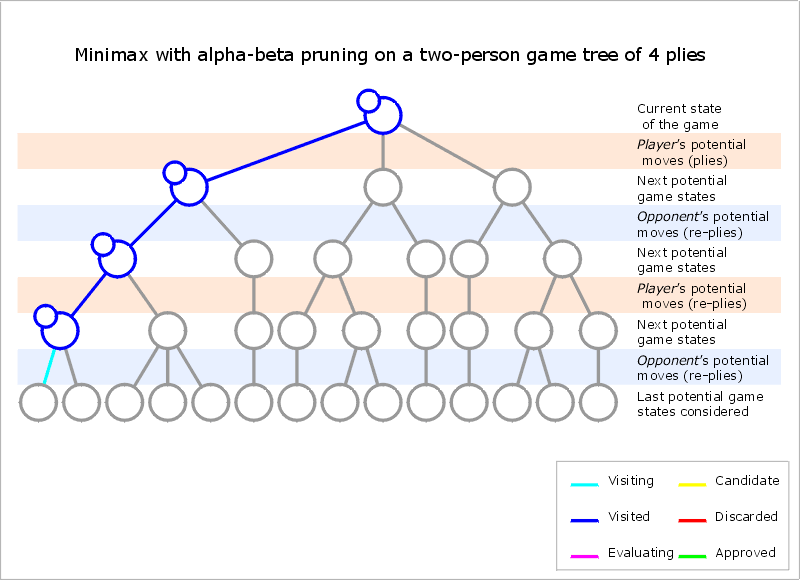 Minimax with alpha-beta pruning on a two-person game tree of 4 plies
Current state
of the game
Player's potential
moves (plies)
Next potential
game states
Opponent's potential
moves (re-plies)
Next potential
game states
Player's potential
moves (re-plies)
Next potential
game states
Opponent's potential
moves (re-plies)
Last potential game
states considered
Visiting
Candidate
Visited
Discarded
Evaluating
Approved